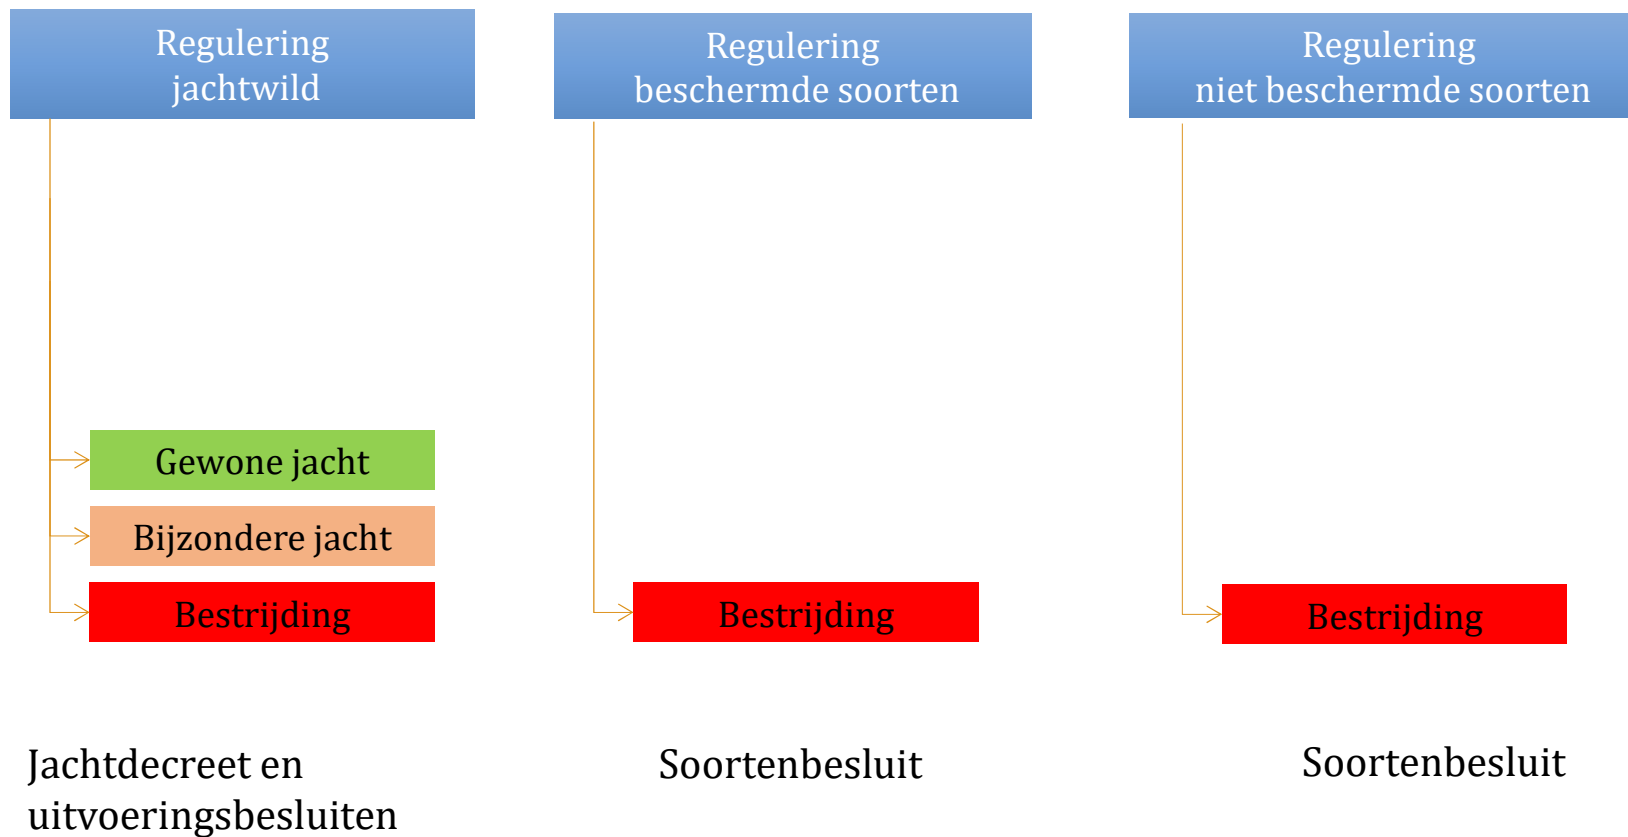 Regulering
jachtwild
Gewone jacht
Bijzondere jacht
Bestrijding
Jachtdecreet en
uitvoeringsbesluiten
Regulering
beschermde soorten
Bestrijding
Soortenbesluit
Regulering
niet beschermde soorten
Bestrijding
Soortenbesluit